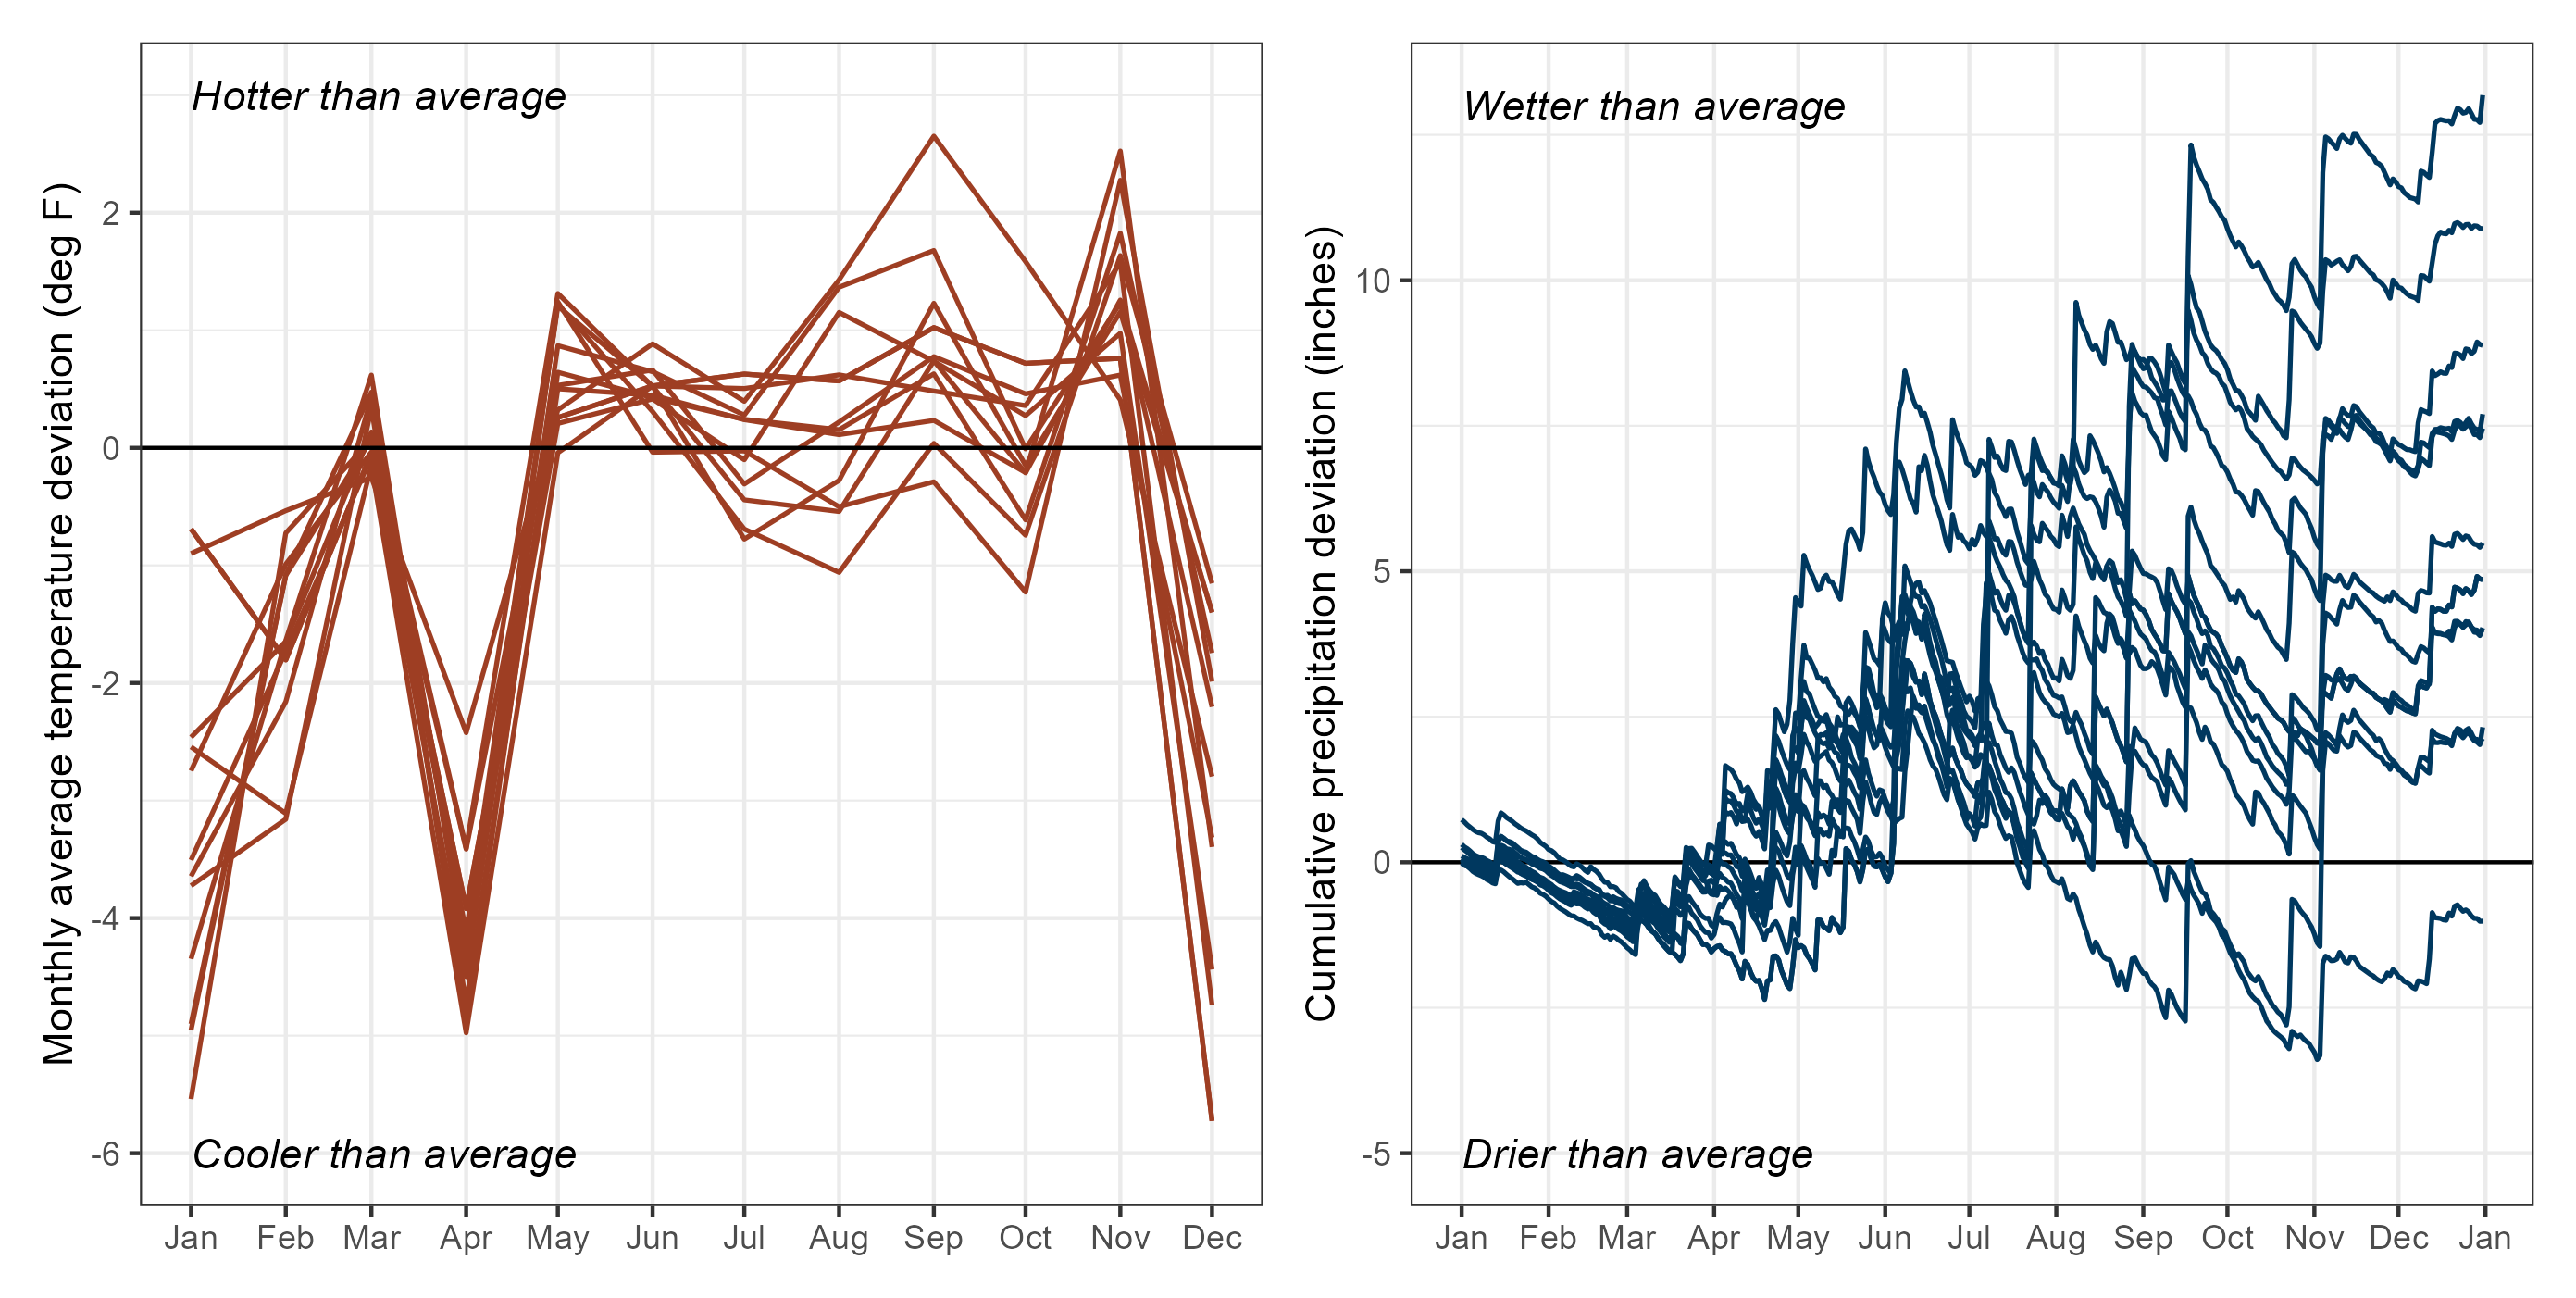 Monthly average temperature deviation (deg F)
Hotter than average
2
0
-2
-4
-6
Cooler than average
Jan Feb Mar Apr May Jun Jul Aug Sep Oct Nov Dec
Cumulative precipitation deviation (inches)
Wetter than average
10
5
0
-5
Drier than average
Jan Feb Mar Apr May Jun Jul Aug Sep Oct Nov Dec Jan